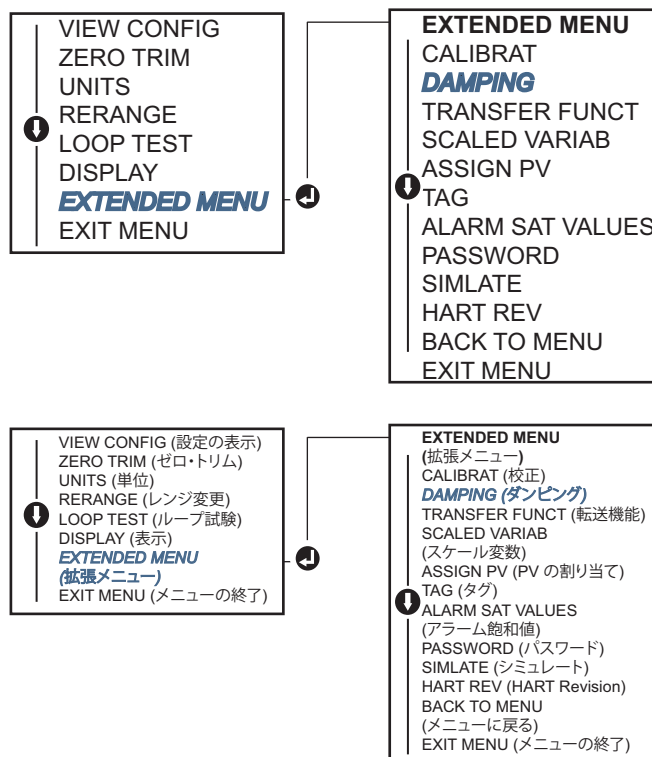 VIEW CONFIG
ZERO TRIM
UNITS
RERANGE
LOOP TEST
DISPLAY
EXTENDED MENU
EXIT MENU
EXTENDED MENU
CALIBRAT
DAMPING
TRANSFER FUNCT
SCALED VARIAB
ASSIGN PV
TAG
ALARM SAT VALUES
PASSWORD
SIMLATE
HART REV
BACK TO MENU
EXIT MENU
VIEW CONFIG (設定の表示)
ZERO TRIM (ゼロ・トリム)
UNITS (単位)
RERANGE (レンジ変更)
LOOP TEST (ループ試験)
DISPLAY (表示)
EXTENDED MENU
(拡張メニュー)
EXIT MENU (メニューの終了)
EXTENDED MENU
(拡張メニュー)
CALIBRAT (校正)
DAMPING (ダンピング)
TRANSFER FUNCT (転送機能)
SCALED VARIAB
(スケール変数)
ASSIGN PV (PV の割り当て)
TAG (タグ)
ALARM SAT VALUES
(アラーム飽和値)
PASSWORD (パスワード)
SIMLATE (シミュレート)
HART REV (HART Revision)
BACK TO MENU
(メニューに戻る)
EXIT MENU (メニューの終了)